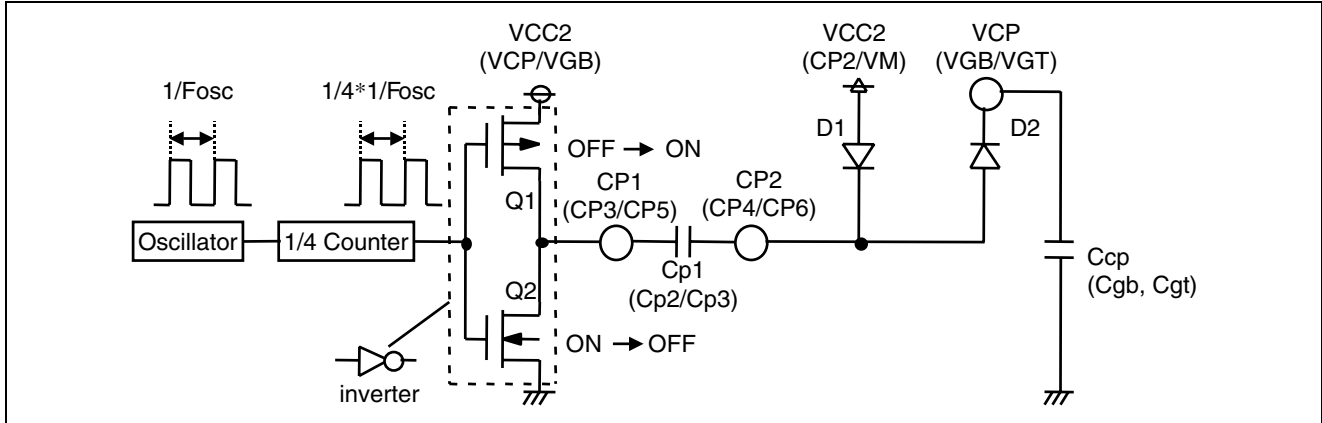 VCC2
(VCP/VGB)
VCC2
(CP2/VM)
VCP
(VGB/VGT)
1/Fosc
1/4*1/Fosc
D1
D2
OFF → ON
CP1
(CP3/CP5)
CP2
(CP4/CP6)
Q1
Oscillator
1/4 Counter
Cp1
(Cp2/Cp3)
Ccp
(Cgb, Cgt)
Q2
ON → OFF
inverter